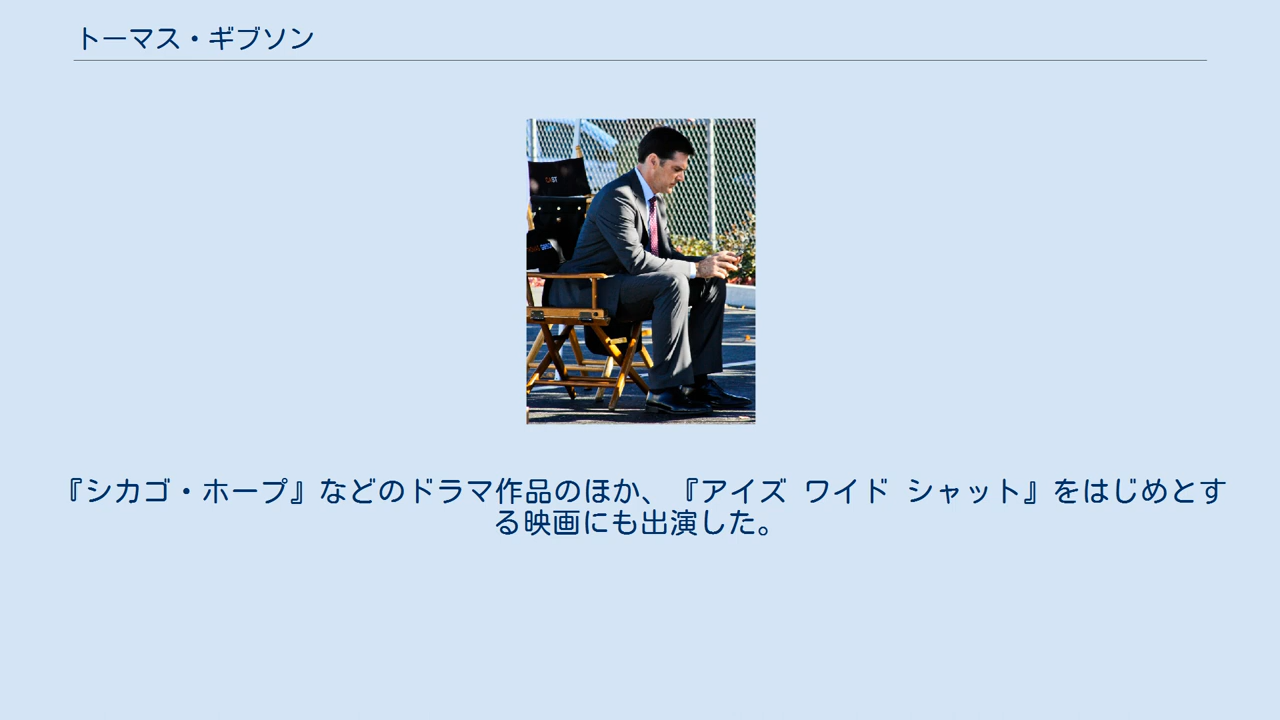 トーマス・ギブソン
CAST
『シカゴ・ホープ』などのドラマ作品のほか、『アイズ ワイド シャット』をはじめとす
る映画にも出演した。